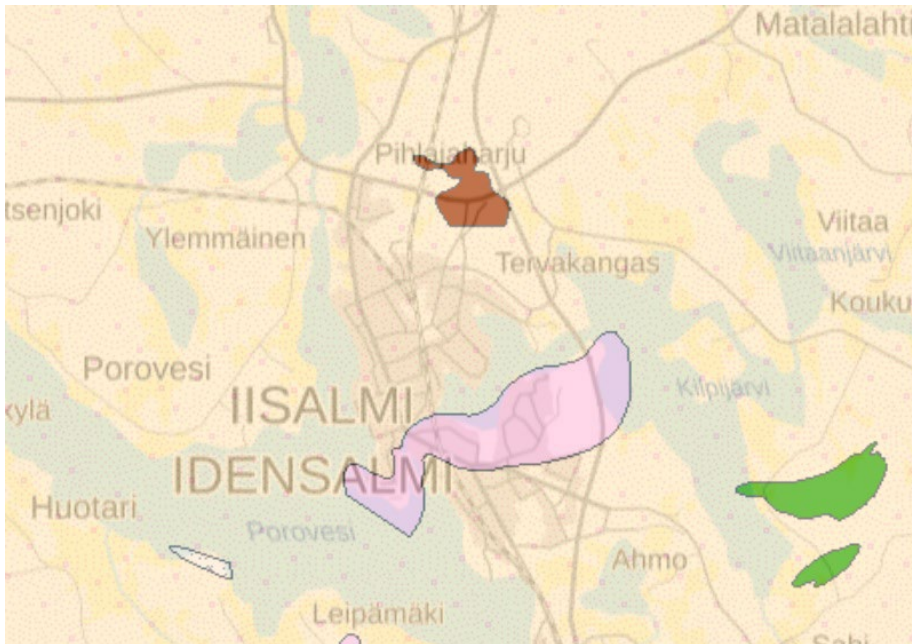 Matalalahti
Pihlajaharju
tsenjoki
Ylemmäinen
Viitaa
Viitaanjärvi
Tervakangas
Kouku
Porovesi
IISALMI
Kilpijärvi
kylä
IDENSALMI
Huotari
Porovesi
Ahmo
Leipämäki